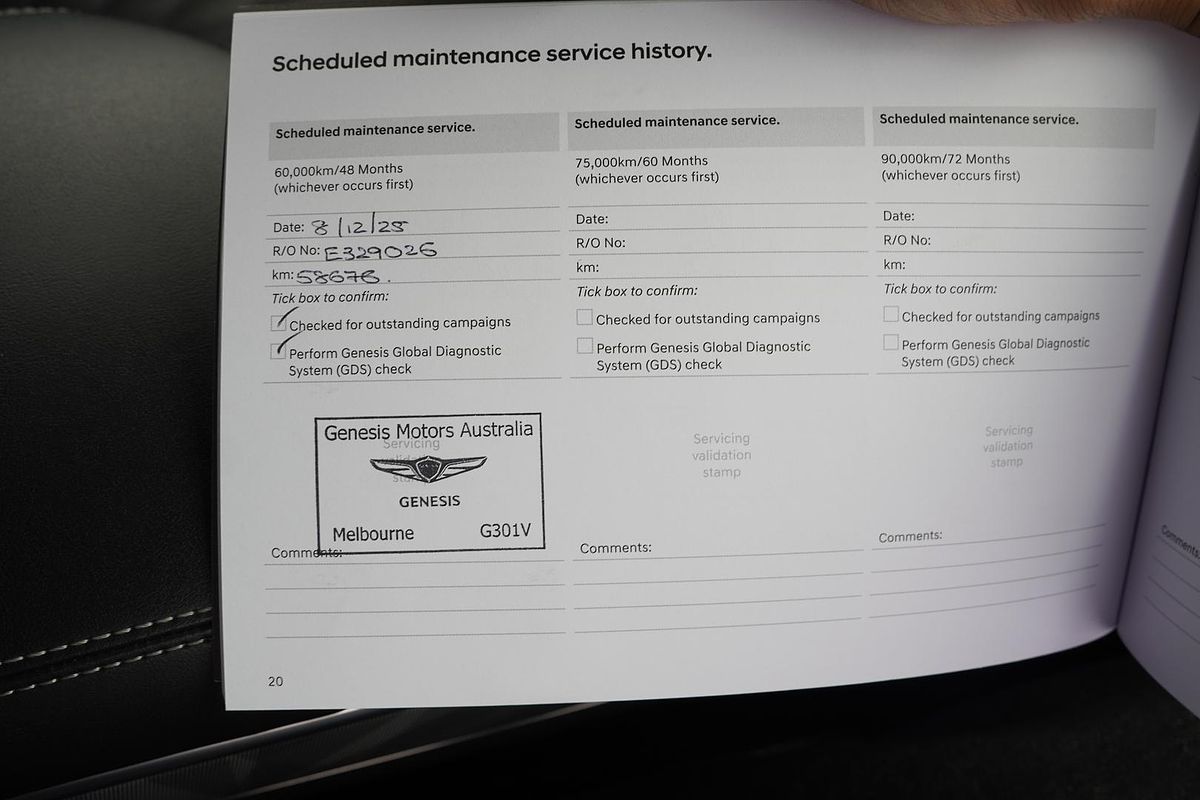 Scheduled maintenance service history.
Scheduled maintenance service.
60,000km/48 Months
(whichever occurs first)
Date: 8/12/25
R/O No: E329026
km: 58676.
Tick box to confirm:
Checked for outstanding campaigns
Perform Genesis Global Diagnostic
System (GDS) check
Servicing
Genesis Motors Australia
GENESIS
Melbourne G301V
Comments:
Scheduled maintenance service.
75,000km/60 Months
(whichever occurs first)
Date:
R/O No:
km:
Tick box to confirm:
Checked for outstanding campaigns
Perform Genesis Global Diagnostic
System (GDS) check
Servicing
validation
stamp
Comments:
Scheduled maintenance service.
90,000km/72 Months
(whichever occurs first)
Date:
R/O No:
km:
Tick box to confirm:
Checked for outstanding campaigns
Perform Genesis Global Diagnostic
System (GDS) check
Servicing
validation
stamp
Comments:
20
Comments: